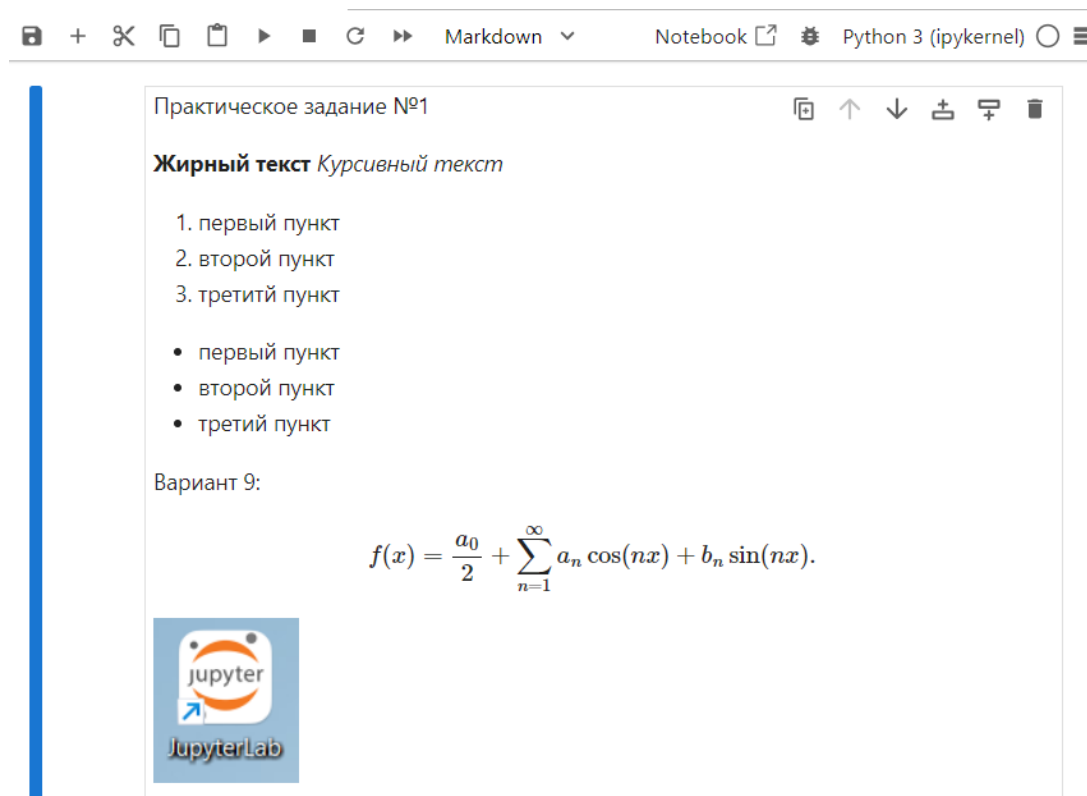 Markdown Notebook Python 3 (ipykernel)
Практическое задание №1
Жирный текст Курсивный текст
1. первый пункт
2. второй пункт
3. третитй пункт
• первый пункт
• второй пункт
• третий пункт
Вариант 9:
f(x) = a₀/2 + ∑ₙ₌₁^∞ aₙ cos(nx) + bₙ sin(nx).
jupyter
JupyterLab